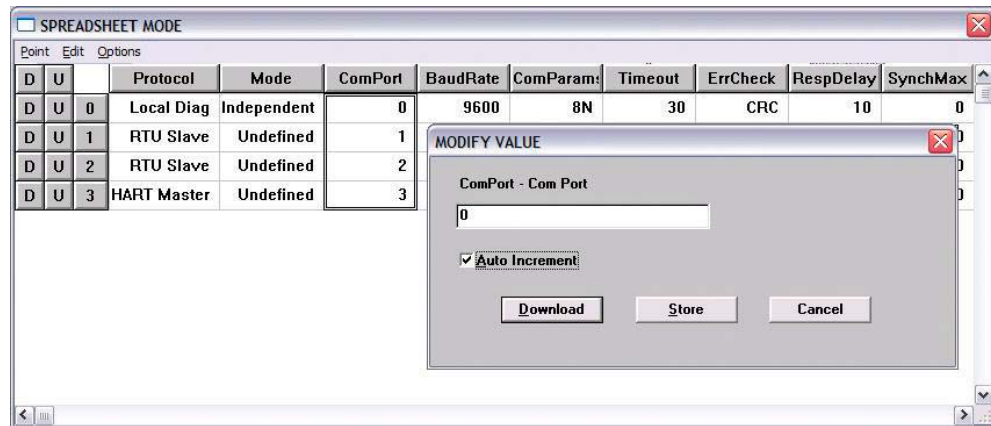 SPREADSHEET MODE
Point Edit Options
D U Protocol Mode ComPort BaudRate ComParams Timeout ErrCheck RespDelay SynchMax
D U 0 Local Diag Independent 0 9600 8N 30 CRC 10 0
D U 1 RTU Slave Undefined 1
D U 2 RTU Slave Undefined 2
D U 3 HART Master Undefined 3
MODIFY VALUE
ComPort - Com Port
0
Auto Increment
Download Store Cancel